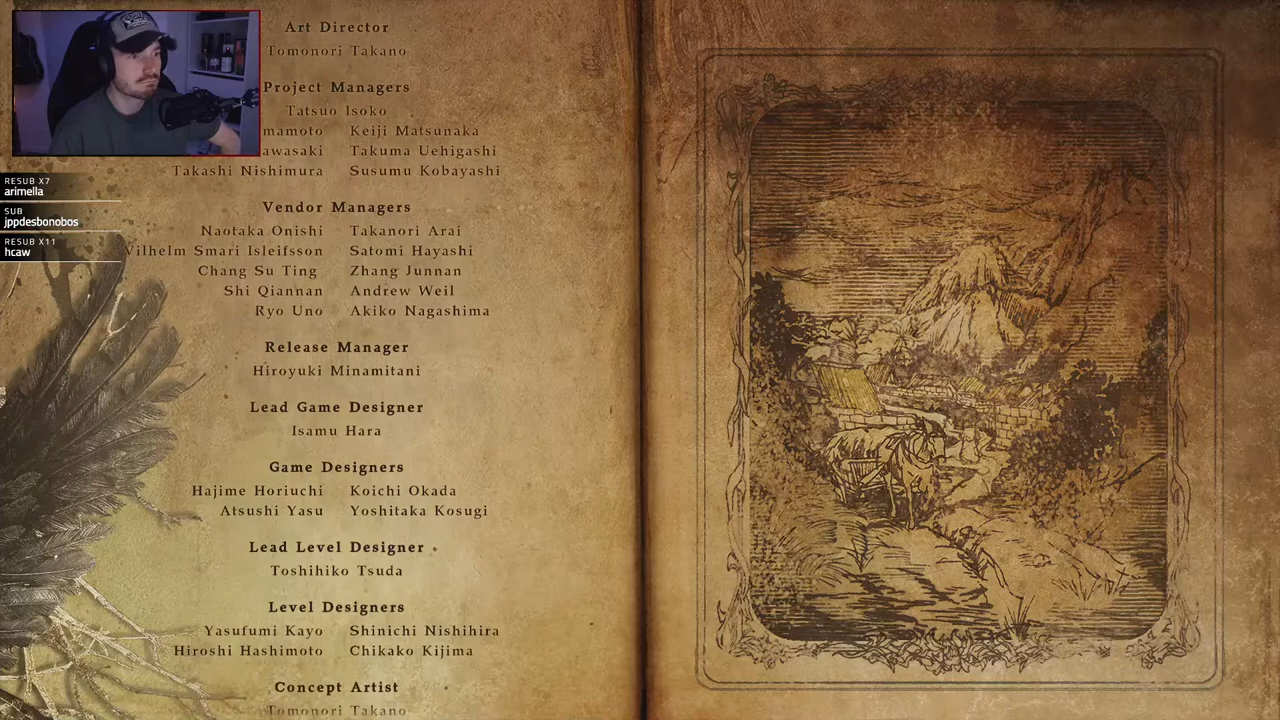 Art Director
Tomonori Takano
Project Managers
Tatsuo Isoko
Keiji Matsunaka
Takuma Uehigashi
Takashi Nishimura Susumu Kobayashi
RESUB X7
arimella
SUB
jppdesbonobos
RESUB X11
hcaw
Vendor Managers
Naotaka Onishi Takanori Arai
Vilhelm Smari Isleifsson Satomi Hayashi
Chang Su Ting Zhang Junnan
Shi Qiannan Andrew Weil
Ryo Uno Akiko Nagashima
Release Manager
Hiroyuki Minamitani
Lead Game Designer
Isamu Hara
Game Designers
Hajime Horiuchi Koichi Okada
Atsushi Yasu Yoshitaka Kosugi
Lead Level Designer
Toshihiko Tsuda
Level Designers
Yasufumi Kayo Shinichi Nishihira
Hiroshi Hashimoto Chikako Kijima
Concept Artist
Tomonori Takano